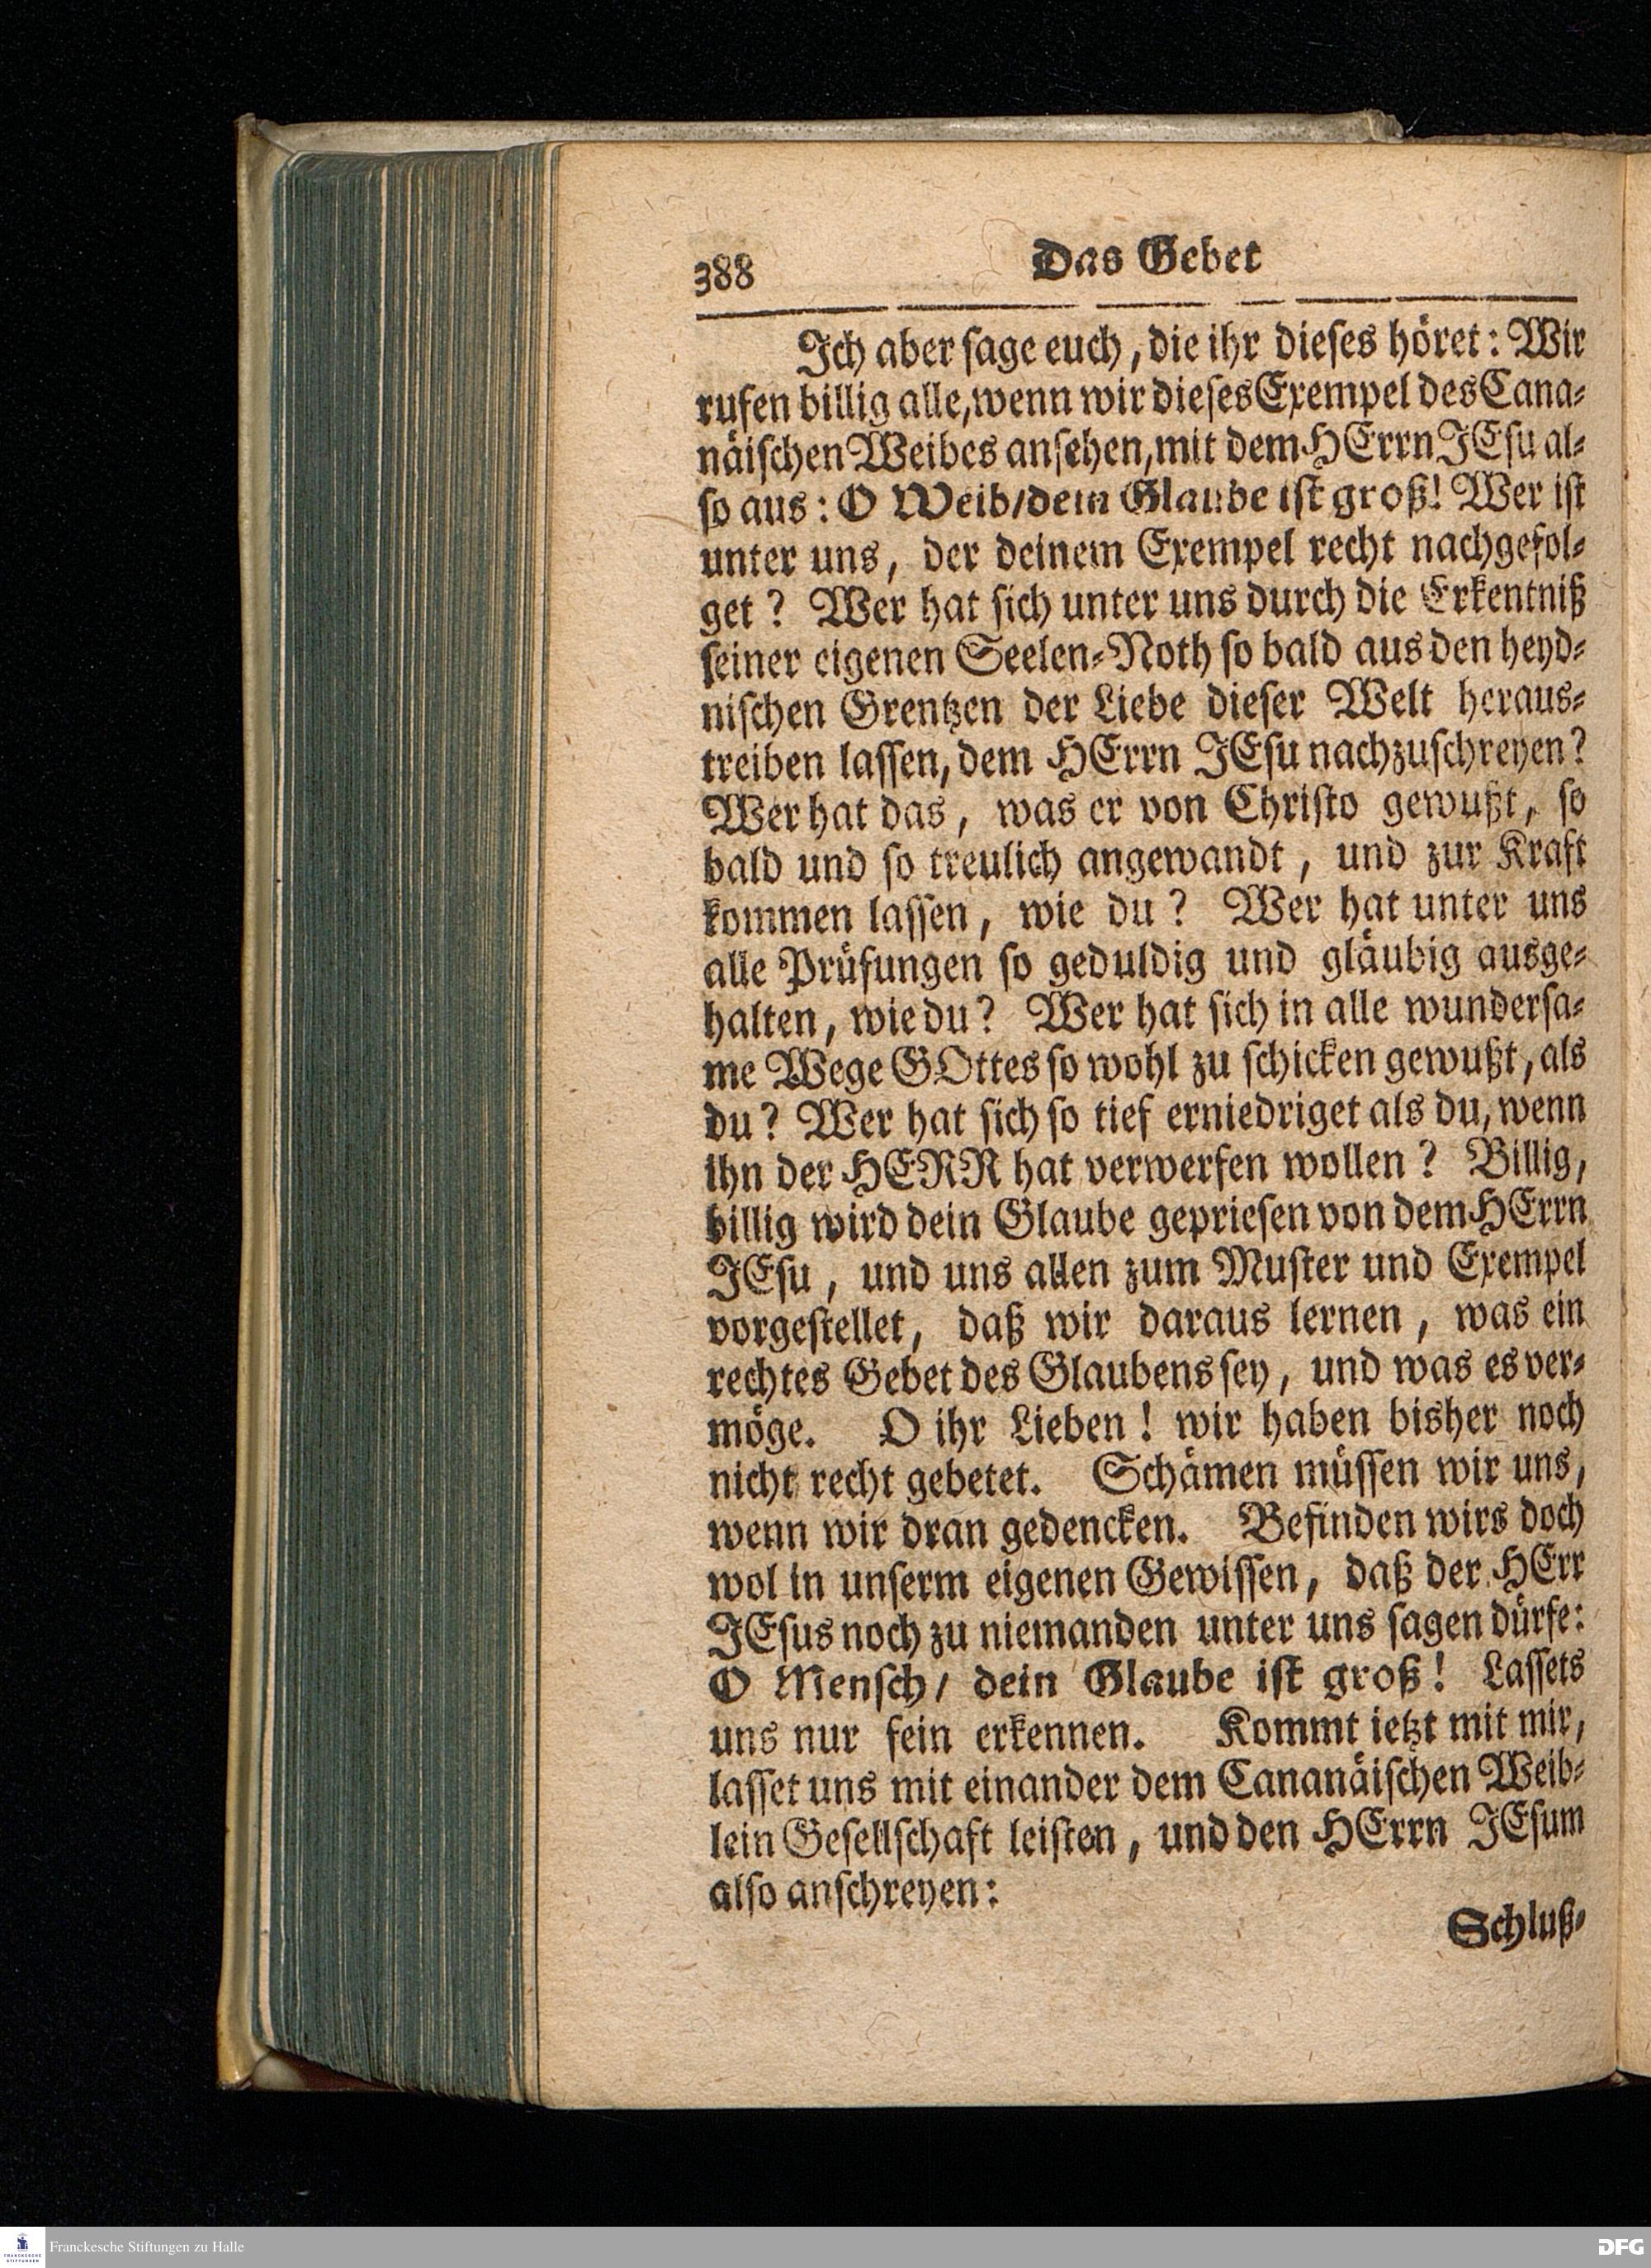 388
Das Gebet
Ich aber sage euch, die ihr dieses höret: Wir
rufen billig alle, wenn wir dieses Exempel des Cana-
näischen Weibes ansehen, mit dem HErrn JEsu al-
so aus: O Weib/ dein Glaube ist groß! Wer ist
unter uns, der deinem Exempel recht nachgefol-
get? Wer hat sich unter uns durch die Erkentniß
seiner eigenen Seelen-Noth so bald aus den heyd-
nischen Grentzen der Liebe dieser Welt heraus-
treiben lassen, dem HErrn JEsu nachzuschreyen?
Wer hat das, was er von Christo gewußt, so
bald und so treulich angewandt, und zur Kraft
kommen lassen, wie du? Wer hat unter uns
alle Prüfungen so geduldig und gläubig ausge-
halten, wie du? Wer hat sich in alle wundersa-
me Wege GOttes so wohl zu schicken gewußt, als
du? Wer hat sich so tief erniedriget als du, wenn
ihn der HERR hat verwerfen wollen? Billig,
billig wird dein Glaube gepriesen von dem HErrn
JEsu, und uns allen zum Muster und Exempel
vorgestellet, daß wir daraus lernen, was ein
rechtes Gebet des Glaubens sey, und was es ver-
möge. O ihr Lieben! wir haben bisher noch
nicht recht gebetet. Schämen müssen wir uns,
wenn wir dran gedencken. Befinden wirs doch
wol in unserm eigenen Gewissen, daß der HErr
JEsus noch zu niemanden unter uns sagen dürfe:
O Mensch/ dein Glaube ist groß! Lassets
uns nur fein erkennen. Kommt ietzt mit mir,
lasset uns mit einander dem Cananäischen Weib-
lein Gesellschaft leisten, und den HErrn JEsum
also anschreyen:
Schluß-
FRANCKESCHE STIFTUNGEN
Franckesche Stiftungen zu Halle
DFG